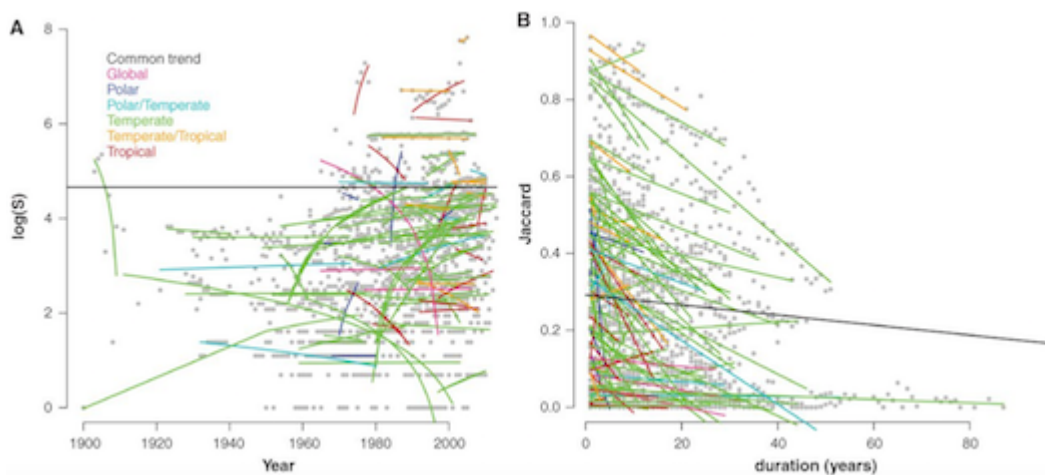 A
8
6
4
2
0
log(S)
Common trend
Global
Polar
Polar/Temperate
Temperate
Temperate/Tropical
Tropical
1900 1920 1940 1960 1980 2000
Year
B
1.0
0.8
0.6
0.4
0.2
0.0
Jaccard
0 20 40 60 80
duration (years)